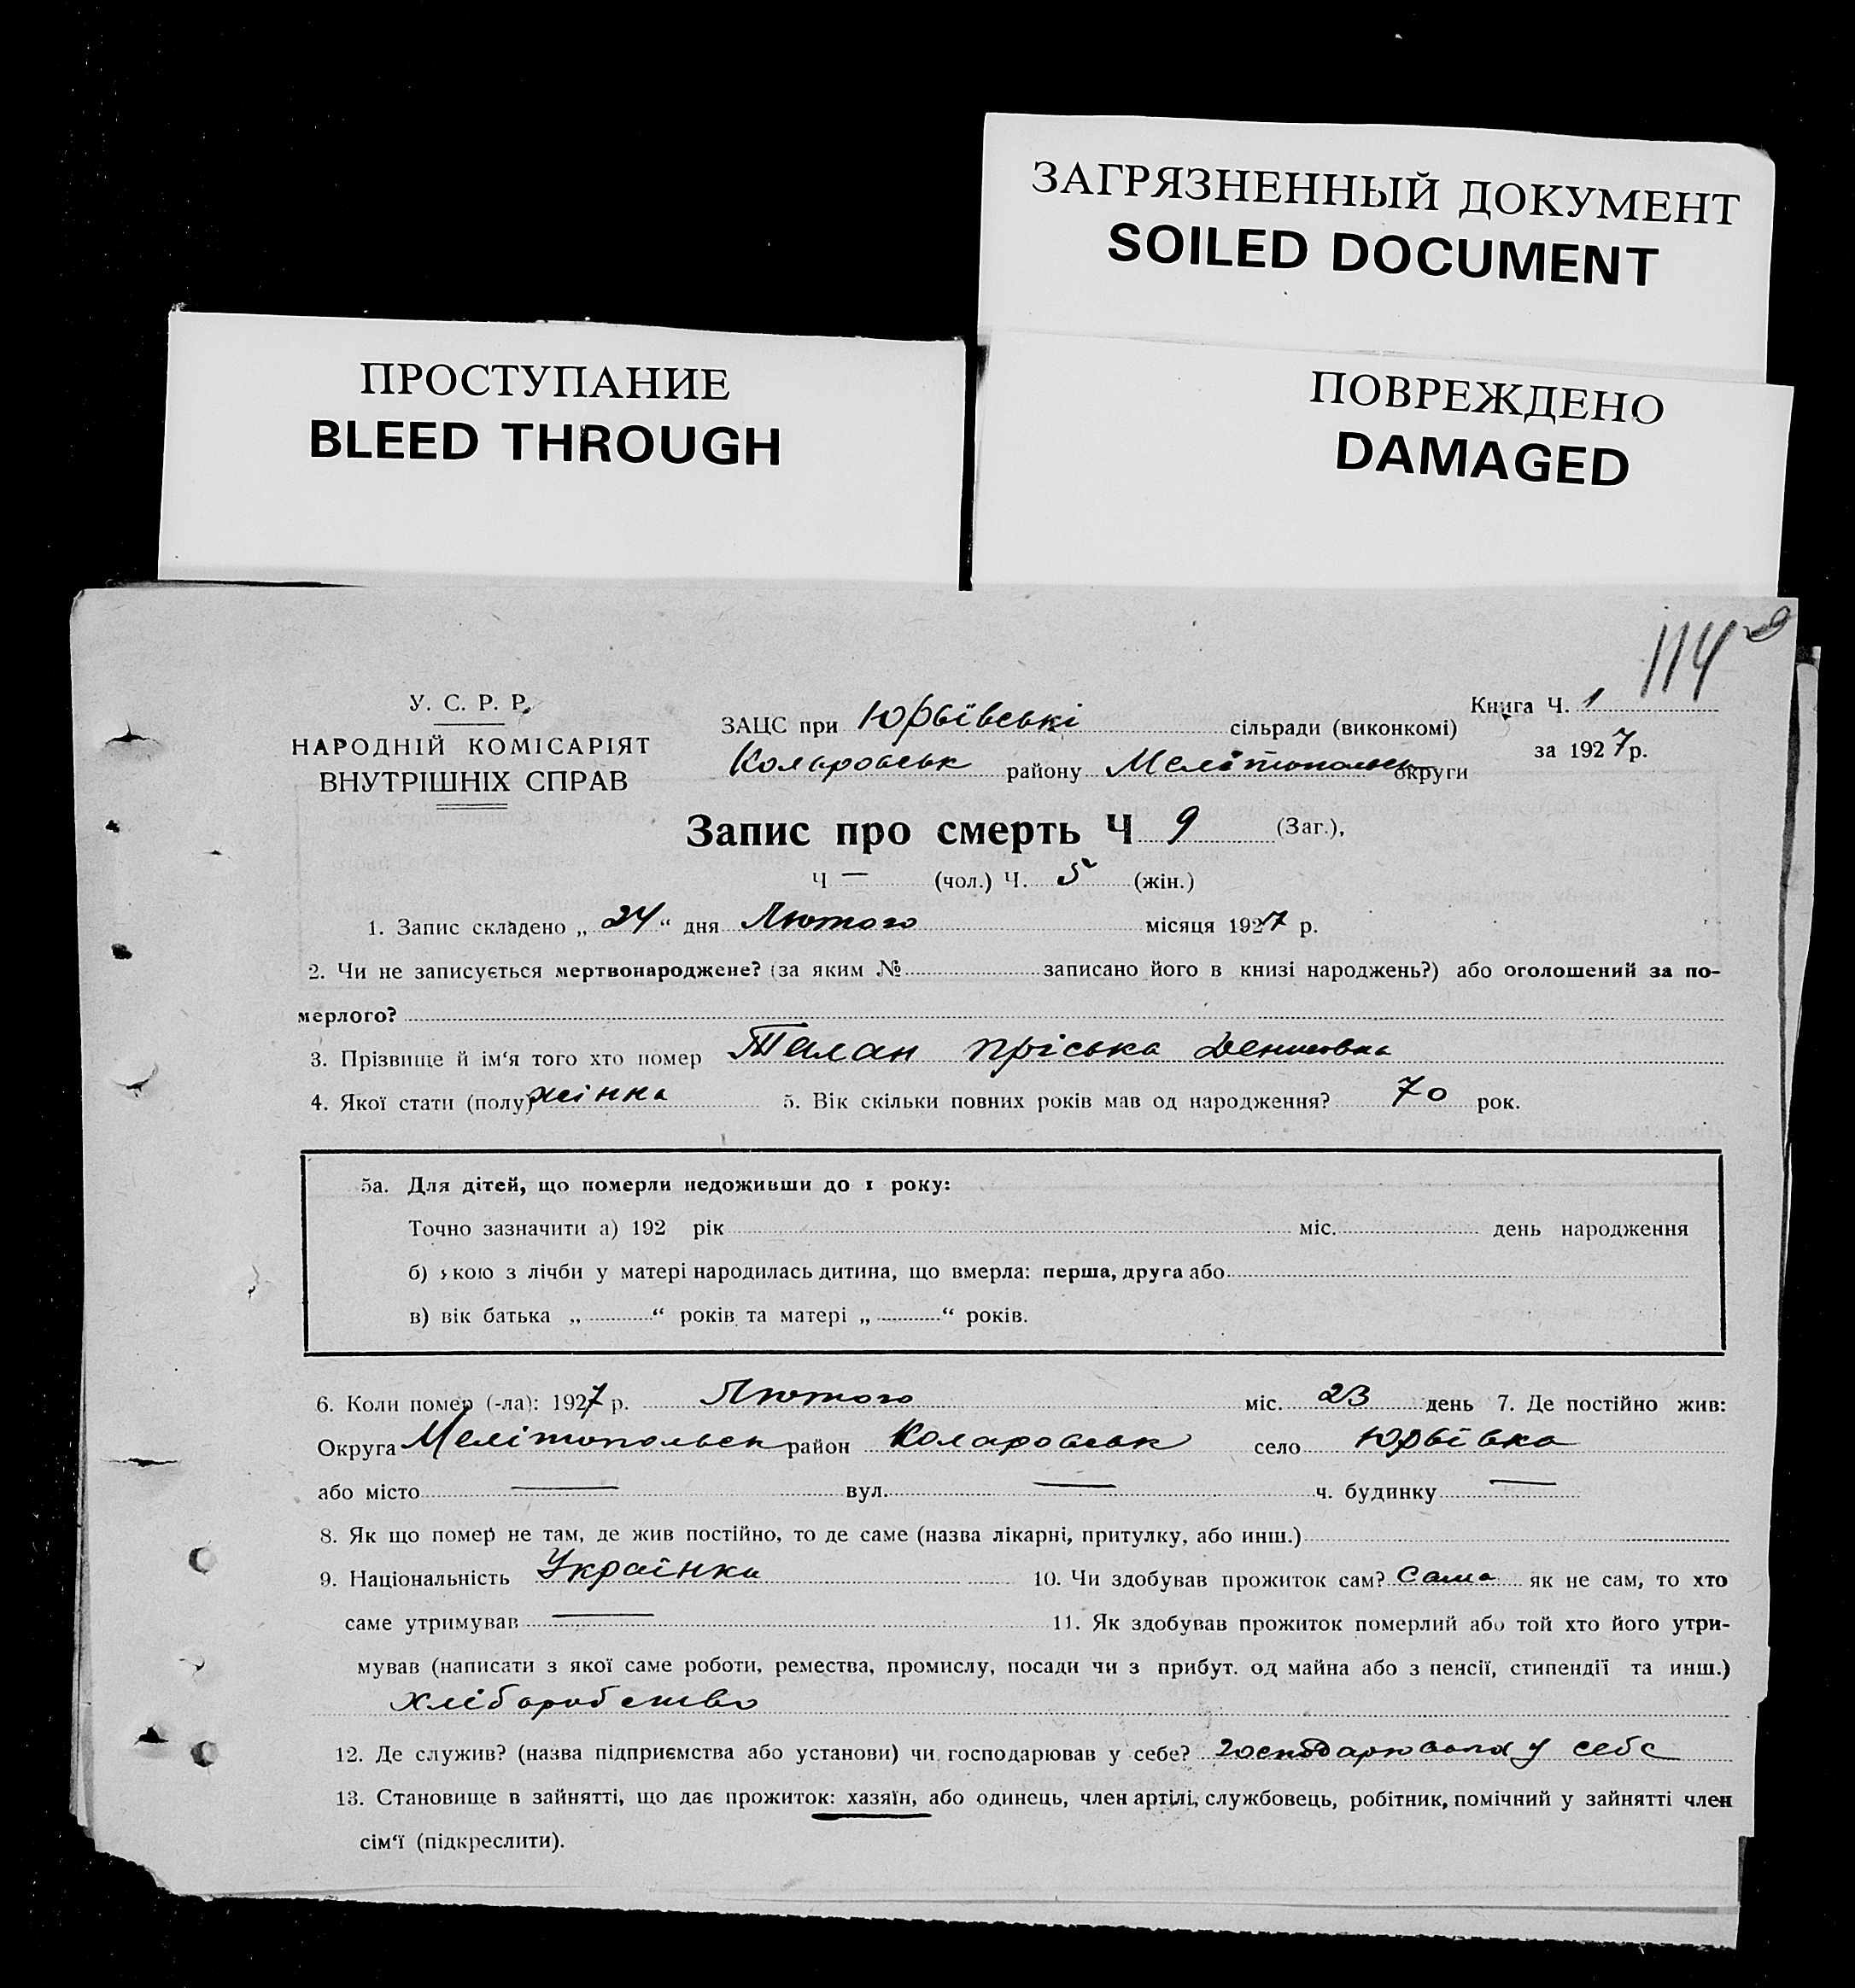 ЗАГРЯЗНЕННЫЙ ДОКУМЕНТ
SOILED DOCUMENT
ПРОСТУПАНИЕ
BLEED THROUGH
ПОВРЕЖДЕНО
DAMAGED
114
У. С. Р. Р.
НАРОДНІЙ КОМІСАРІЯТ
ВНУТРІШНІХ СПРАВ
Книга Ч. 1
за 1927 р.
ЗАЦС при Юрьївські сільради (виконкомі)
Коларовськ району Мелітопольськ округи
Запис про смерть Ч 9 (Заг.),
Ч — (чол.) Ч. 5 (жін.)
1. Запис складено „ 24 “ дня Лютого місяця 1927 р.
2. Чи не записується мертвонароджене? (за яким № записано його в книзі народжень?) або оголошений за по-
мерлого?
3. Прізвище й ім‘я того хто помер Талан Пріська Денисовна
4. Якої стати (полу) жінка 5. Вік скільки повних років мав од народження? 70 рок.
5а. Для дітей, що померли недоживши до 1 року:
Точно зазначити а) 192 рік міс. день народження
б) якою з лічби у матері народилась дитина, що вмерла: перша, друга або
в) вік батька „ “ років та матері „ “ років.
6. Коли помер (-ла): 1927 р. Лютого міс. 23 день 7. Де постійно жив:
Округа Мелітопольськ район Коларовськ село Юрьївка
або місто — вул. — ч. будинку —
8. Як що помер не там, де жив постійно, то де саме (назва лікарні, притулку, або инш.)
9. Національність Українка 10. Чи здобував прожиток сам? Сама як не сам, то хто
саме утримував — 11. Як здобував прожиток померлий або той хто його утри-
мував (написати з якої саме роботи, ремества, промислу, посади чи з прибут. од майна або з пенсії, стипендії та инш.)
Хліборобство
12. Де служив? (назва підприємства або установи) чи господарював у себе? господарювала у себе
13. Становище в зайнятті, що дає прожиток: хазяїн, або одинець, член артілі, службовець, робітник, помічний у зайнятті член
сім‘ї (підкреслити).